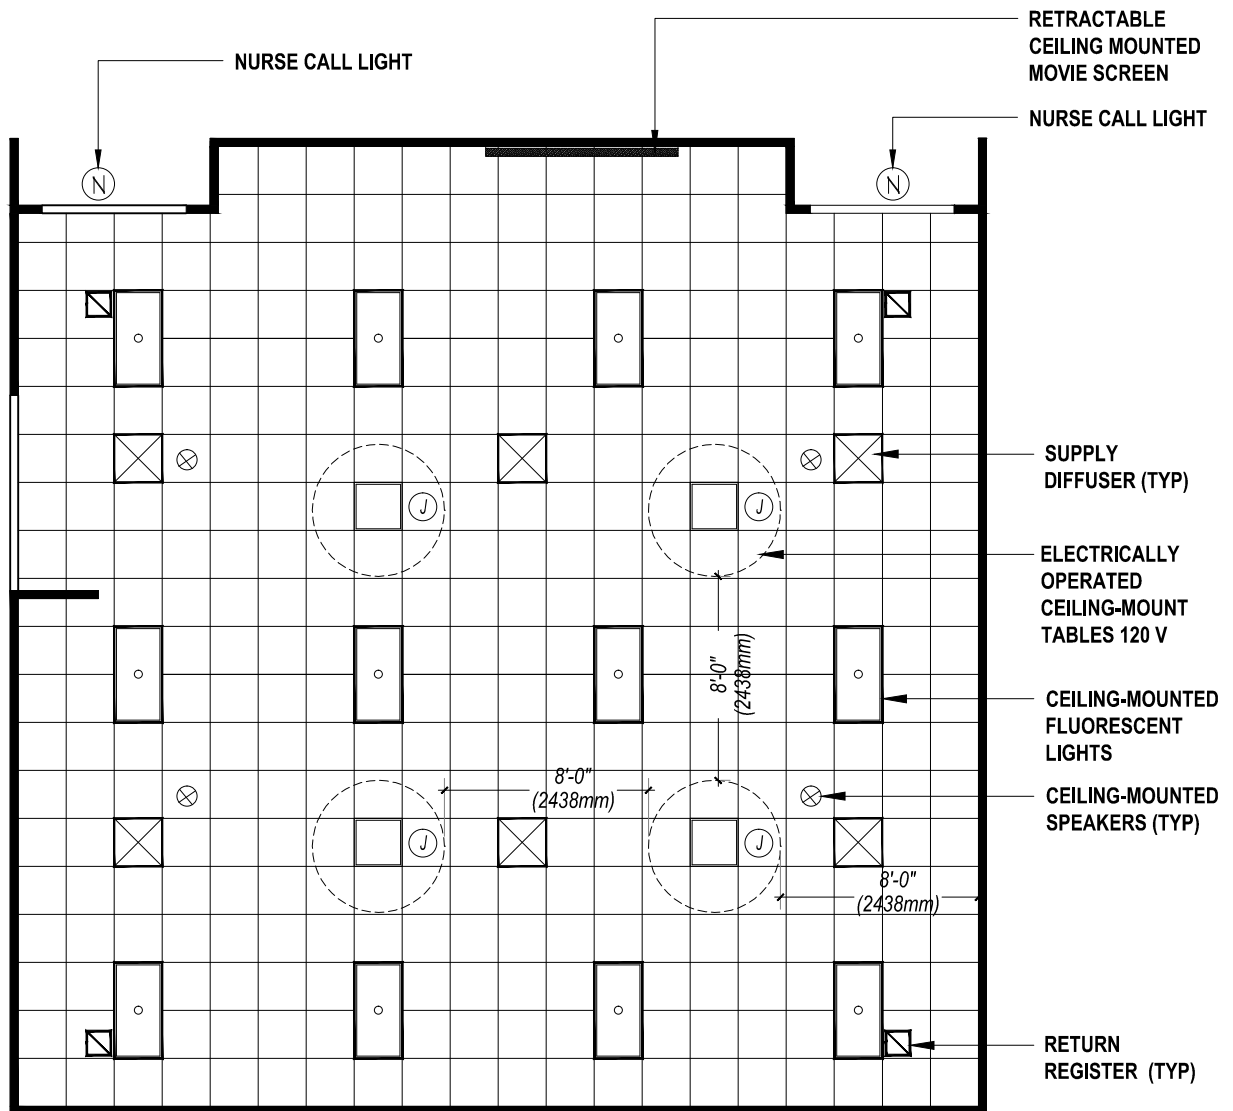 RETRACTABLE
CEILING MOUNTED
MOVIE SCREEN
NURSE CALL LIGHT
NURSE CALL LIGHT
N
N
SUPPLY
DIFFUSER (TYP)
J
J
ELECTRICALLY
OPERATED
CEILING-MOUNT
TABLES 120 V
8'-0"
(2438mm)
CEILING-MOUNTED
FLUORESCENT
LIGHTS
8'-0"
(2438mm)
CEILING-MOUNTED
SPEAKERS (TYP)
J
J
8'-0"
(2438mm)
RETURN
REGISTER (TYP)